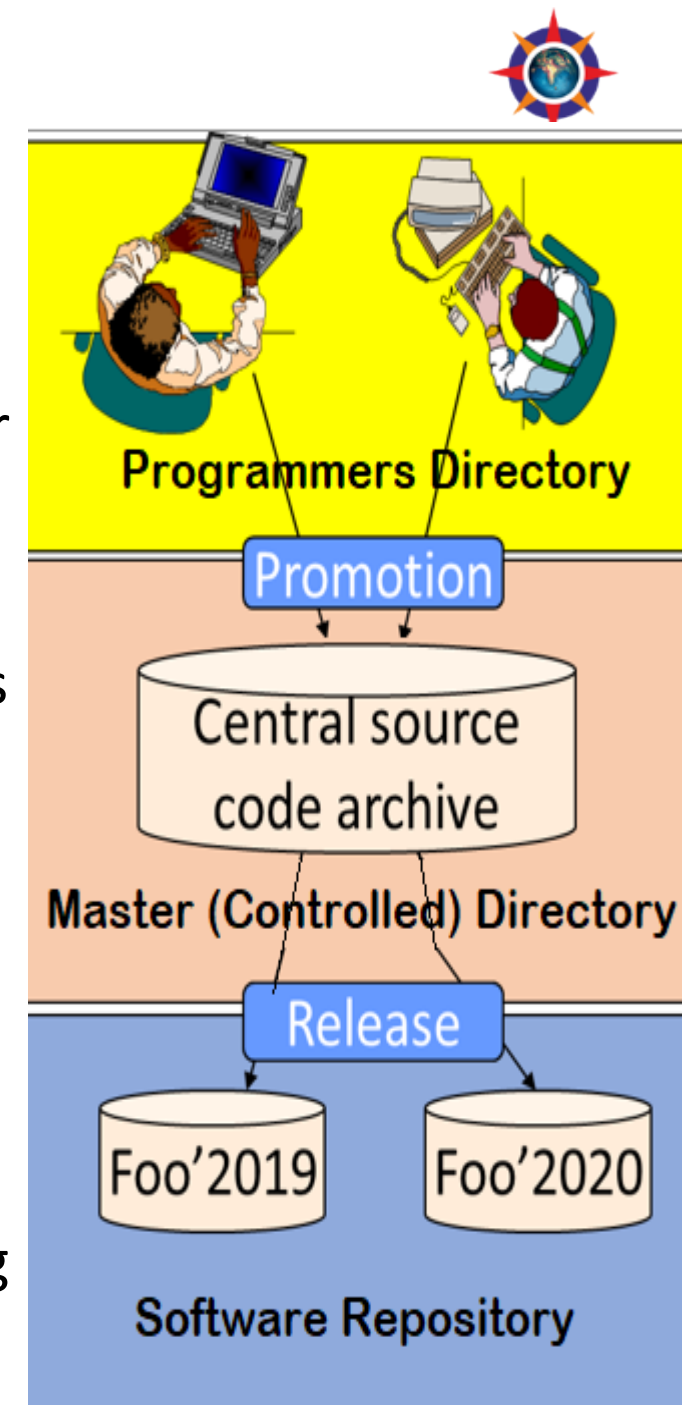 r
Programmers Directory
Promotion
s
Central source
code archive
Master (Controlled) Directory
Release
Foo’2019 Foo’2020
g
Software Repository